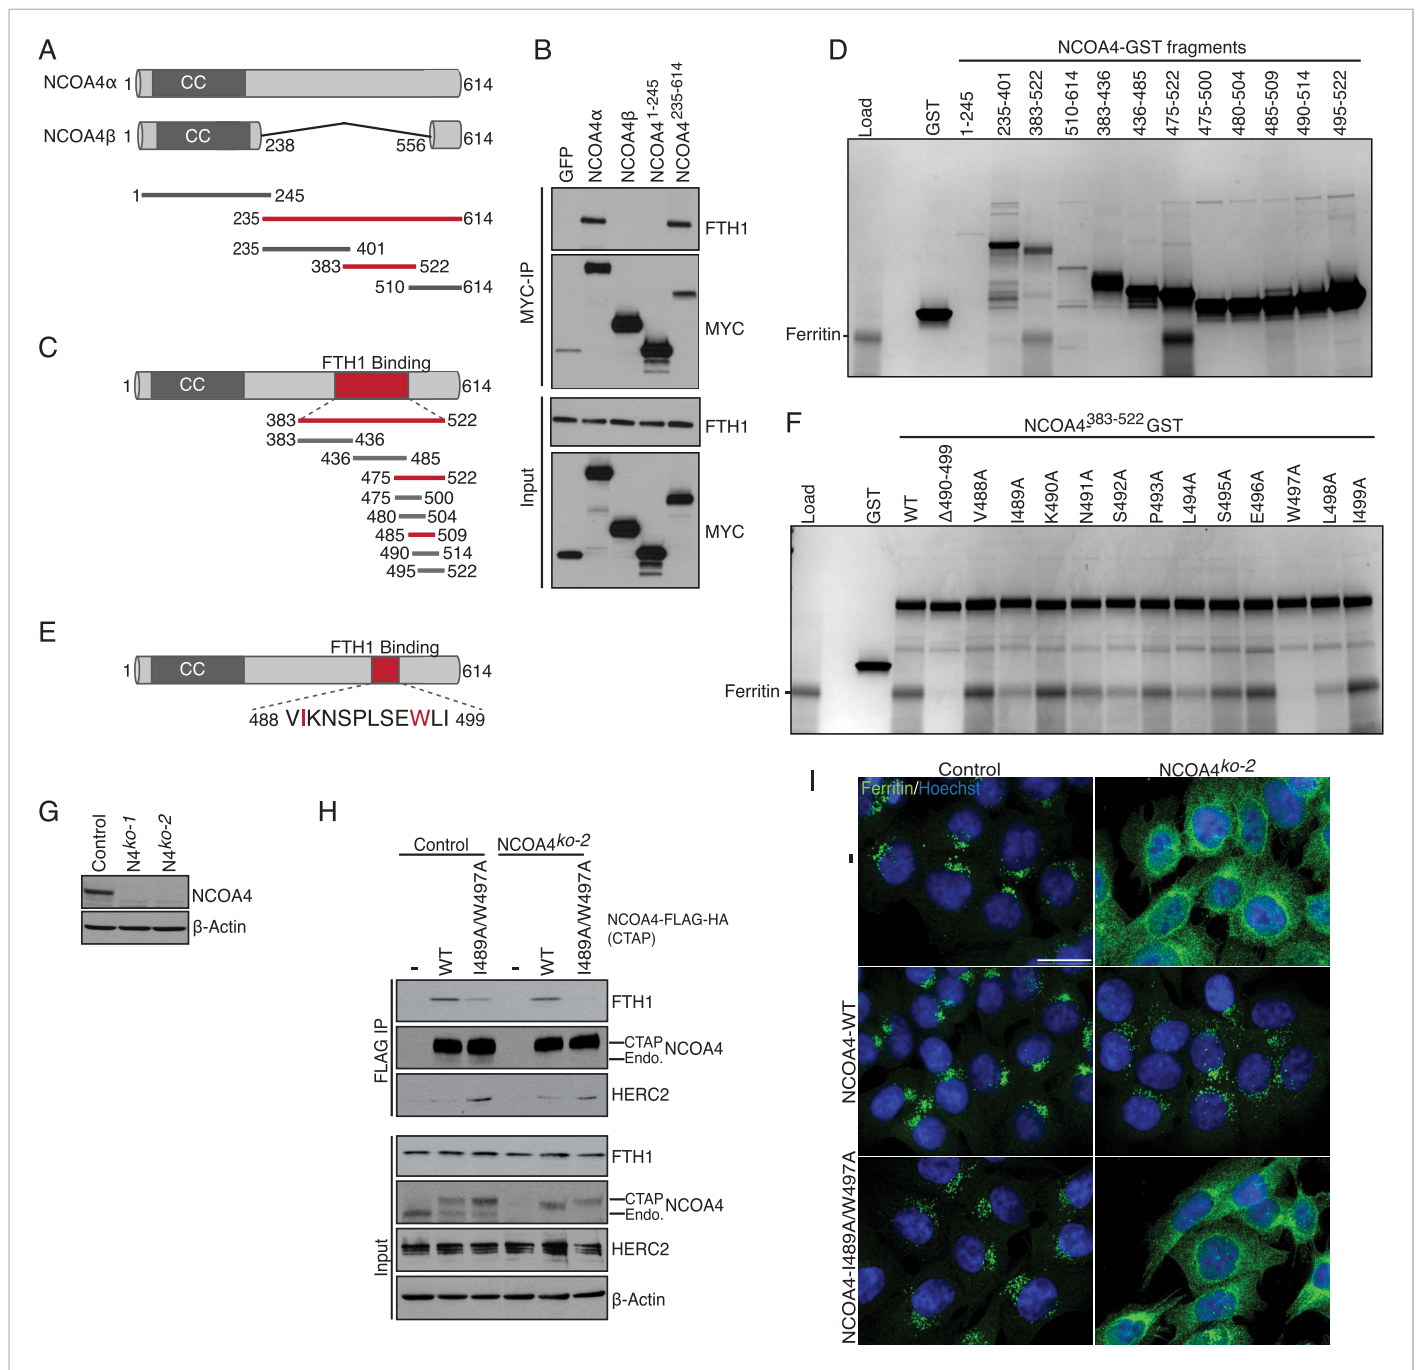 A
NCOA4α 1 CC 614
NCOA4β 1 CC 238 556 614
1 245
235 614
235 401
383 522
510 614
B
GFP
NCOA4α
NCOA4β
NCOA4 1-245
NCOA4 235-614
MYC-IP
FTH1
MYC
Input
FTH1
MYC
C
FTH1 Binding
1 CC 614
383 522
383 436
436 485
475 522
475 500
480 504
485 509
490 514
495 522
D
NCOA4-GST fragments
Load
GST
1-245
235-401
383-522
510-614
383-436
436-485
475-522
475-500
480-504
485-509
490-514
495-522
Ferritin
E
FTH1 Binding
1 CC 614
488 VIKNSPLSEWLI 499
F
NCOA4 383-522 GST
Load
GST
WT
Δ490-499
V488A
I489A
K490A
N491A
S492A
P493A
L494A
S495A
E496A
W497A
L498A
I499A
Ferritin
G
Control
N4ko-1
N4ko-2
NCOA4
β-Actin
H
Control NCOA4ko-2
-
WT
I489A/W497A
-
WT
I489A/W497A
NCOA4-FLAG-HA
(CTAP)
FLAG IP
FTH1
CTAP
Endo.
NCOA4
HERC2
Input
FTH1
CTAP
Endo.
NCOA4
HERC2
β-Actin
I
Control NCOA4ko-2
Ferritin/Hoechst
-
NCOA4-WT
NCOA4-I489A/W497A